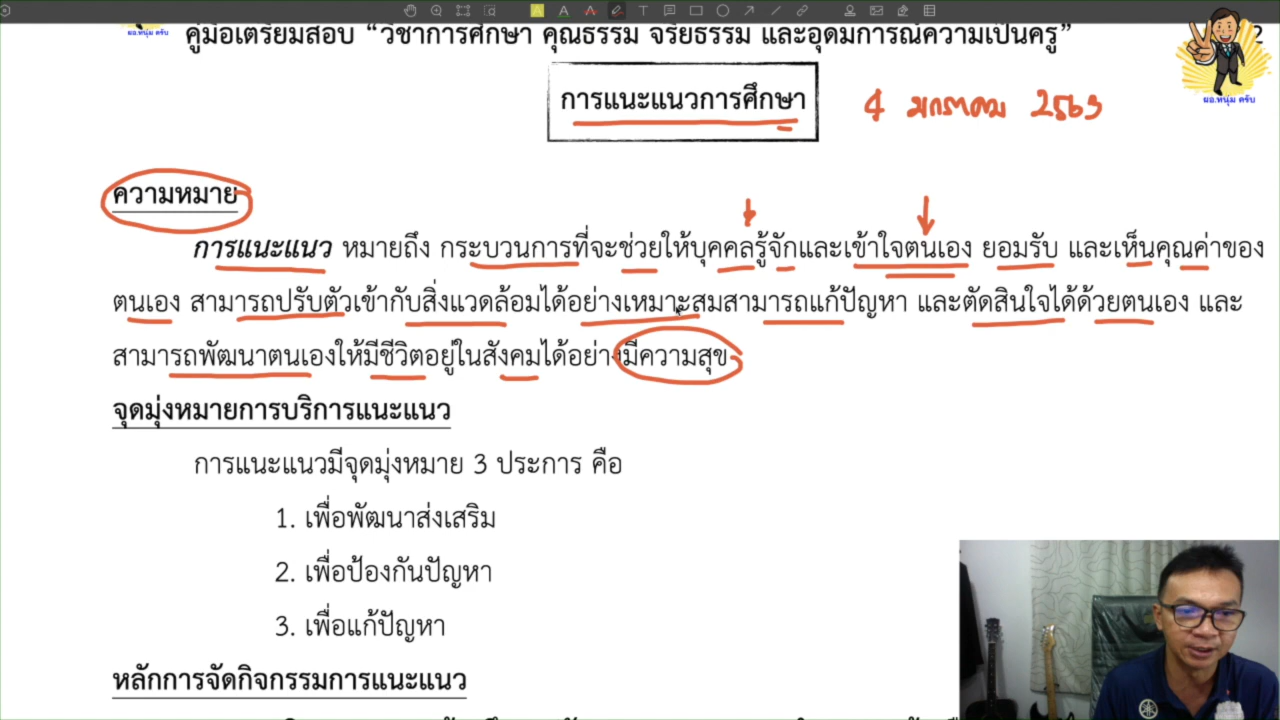 คู่มือเตรียมสอบ “วิชาการศึกษา คุณธรรม จริยธรรม และอุดมการณ์ความเป็นครู”
2
ผอ.หนุ่ม ครับ
ผอ.หนุ่ม ครับ
การแนะแนวการศึกษา
4 มกราคม 2563
ความหมาย
การแนะแนว หมายถึง กระบวนการที่จะช่วยให้บุคคลรู้จักและเข้าใจตนเอง ยอมรับ และเห็นคุณค่าของ
ตนเอง สามารถปรับตัวเข้ากับสิ่งแวดล้อมได้อย่างเหมาะสมสามารถแก้ปัญหา และตัดสินใจได้ด้วยตนเอง และ
สามารถพัฒนาตนเองให้มีชีวิตอยู่ในสังคมได้อย่างมีความสุข
จุดมุ่งหมายการบริการแนะแนว
การแนะแนวมีจุดมุ่งหมาย 3 ประการ คือ
1. เพื่อพัฒนาส่งเสริม
2. เพื่อป้องกันปัญหา
3. เพื่อแก้ปัญหา
หลักการจัดกิจกรรมการแนะแนว